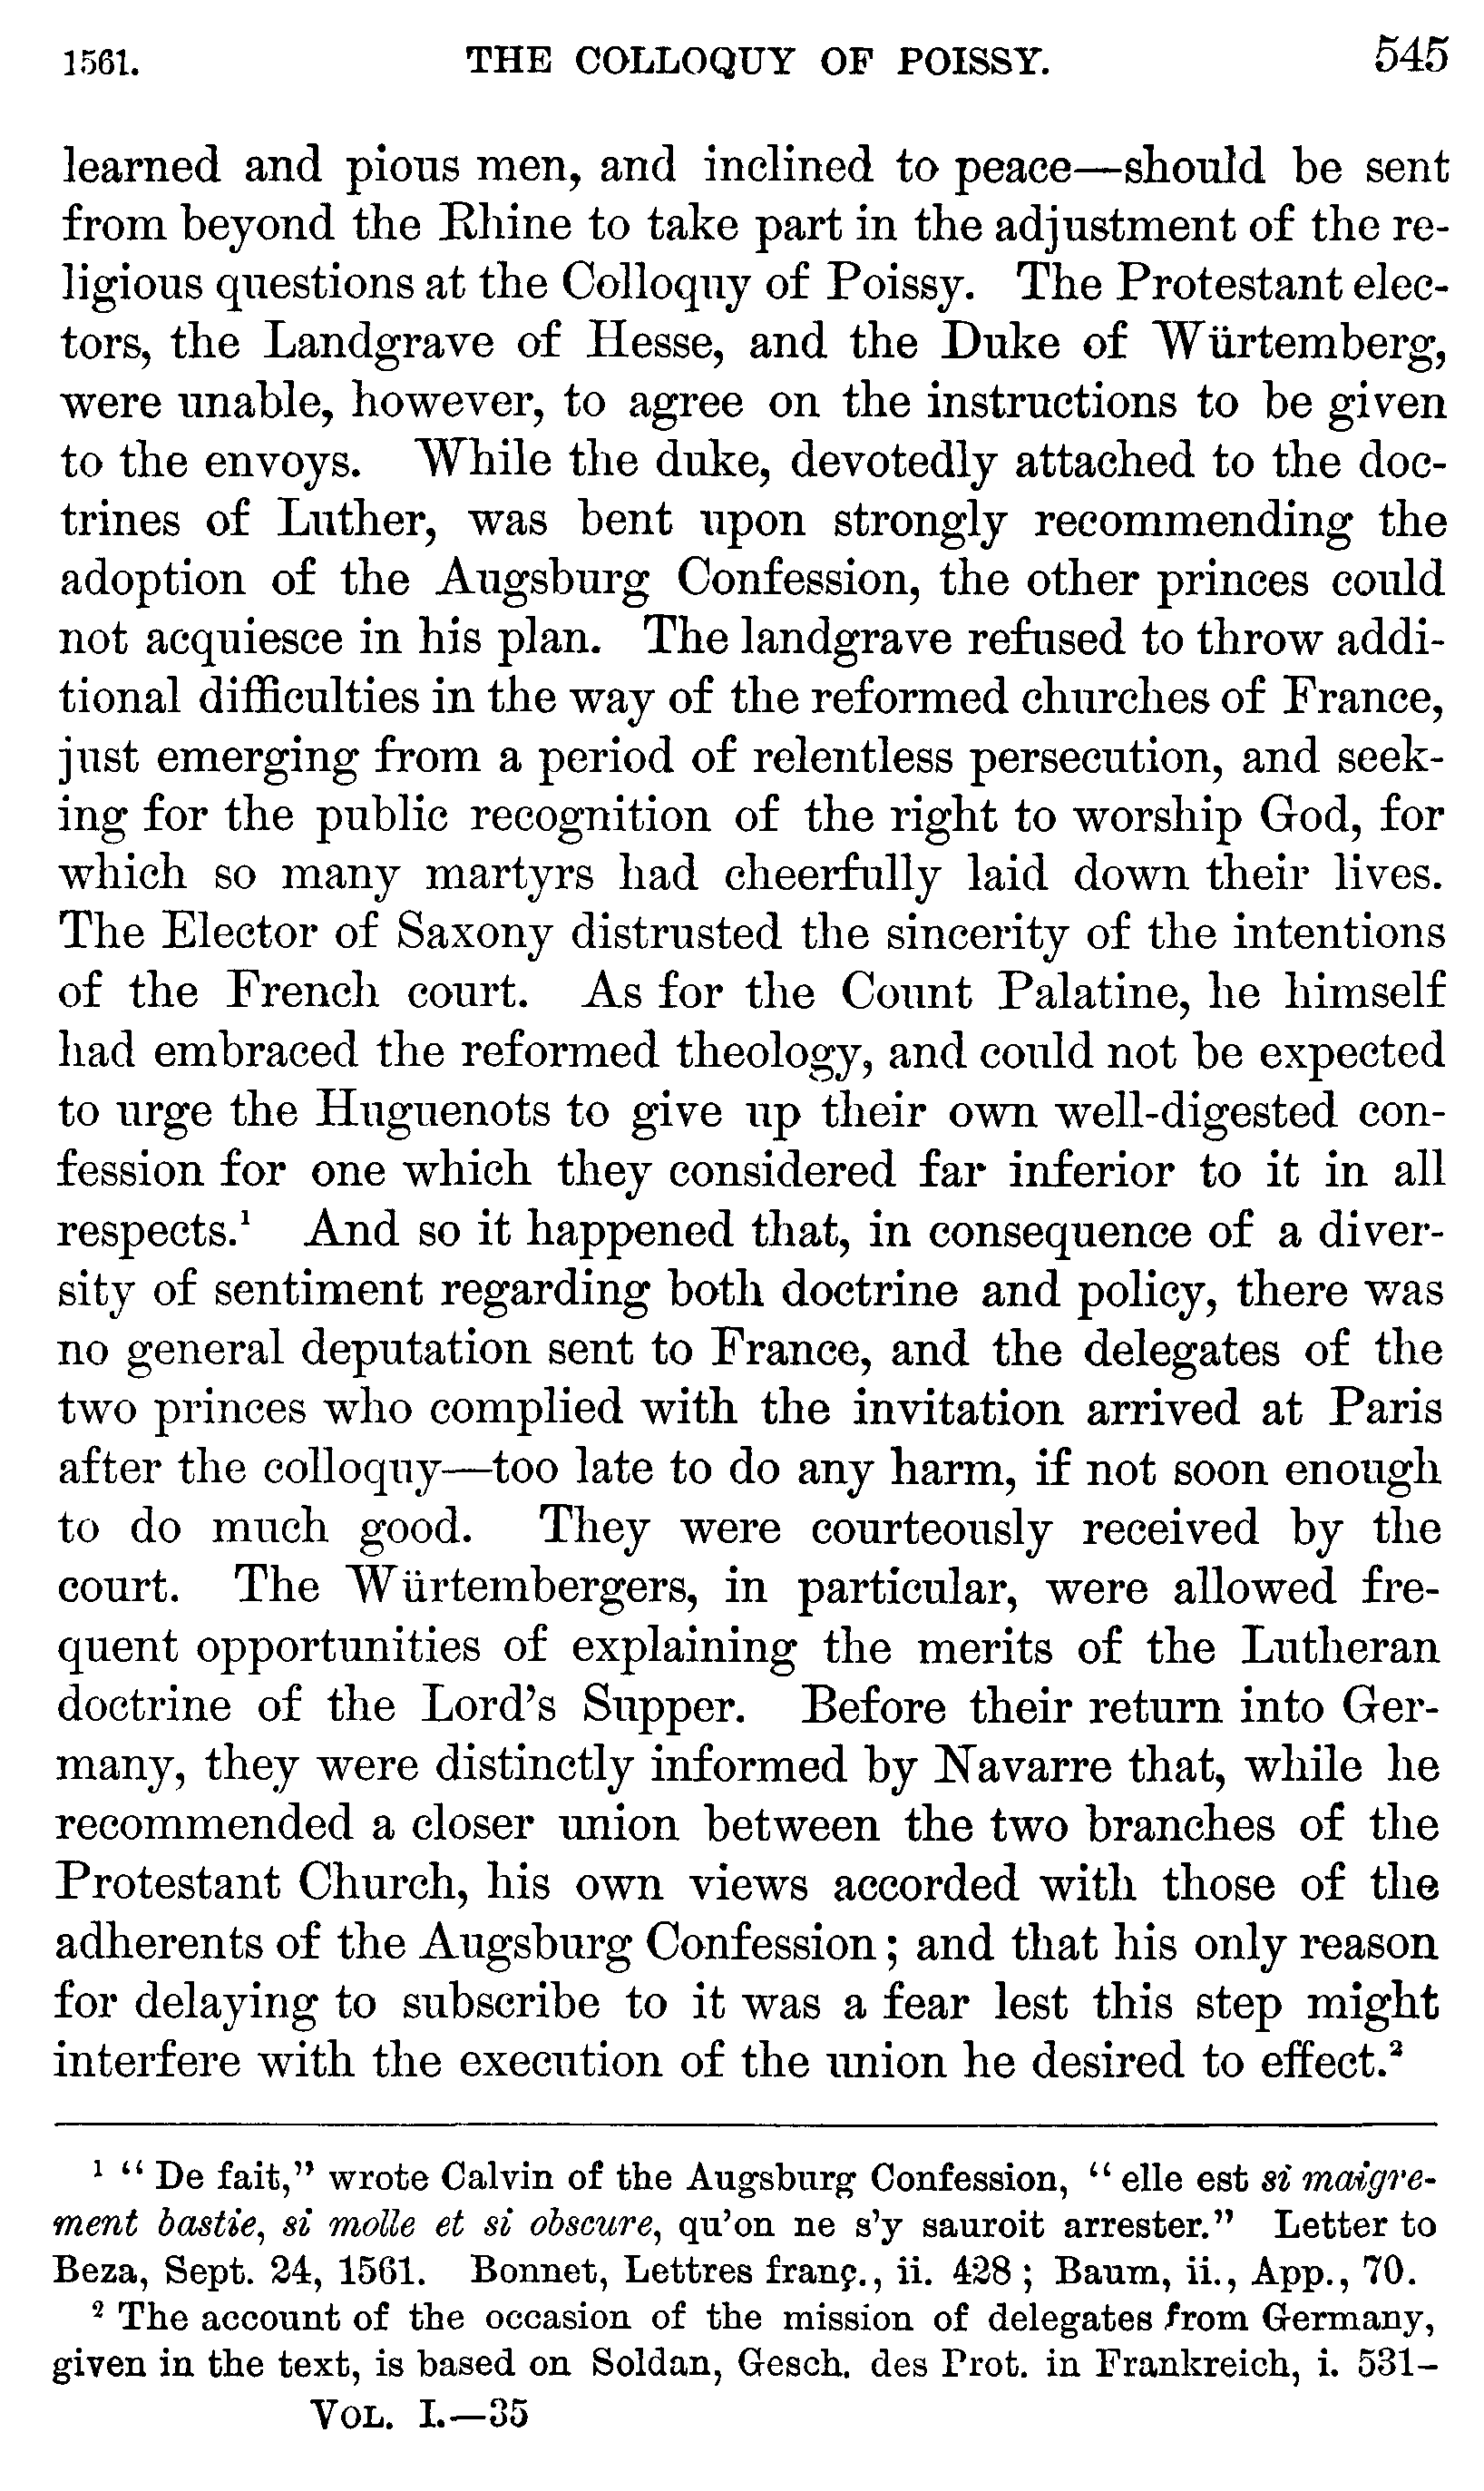 1561. THE COLLOQUY OF POISSY. 545
learned and pious men, and inclined to peace—should be sent
from beyond the Rhine to take part in the adjustment of the re-
ligious questions at the Colloquy of Poissy. The Protestant elec-
tors, the Landgrave of Hesse, and the Duke of Würtemberg,
were unable, however, to agree on the instructions to be given
to the envoys. While the duke, devotedly attached to the doc-
trines of Luther, was bent upon strongly recommending the
adoption of the Augsburg Confession, the other princes could
not acquiesce in his plan. The landgrave refused to throw addi-
tional difficulties in the way of the reformed churches of France,
just emerging from a period of relentless persecution, and seek-
ing for the public recognition of the right to worship God, for
which so many martyrs had cheerfully laid down their lives.
The Elector of Saxony distrusted the sincerity of the intentions
of the French court. As for the Count Palatine, he himself
had embraced the reformed theology, and could not be expected
to urge the Huguenots to give up their own well-digested con-
fession for one which they considered far inferior to it in all
respects.¹ And so it happened that, in consequence of a diver-
sity of sentiment regarding both doctrine and policy, there was
no general deputation sent to France, and the delegates of the
two princes who complied with the invitation arrived at Paris
after the colloquy—too late to do any harm, if not soon enough
to do much good. They were courteously received by the
court. The Würtembergers, in particular, were allowed fre-
quent opportunities of explaining the merits of the Lutheran
doctrine of the Lord's Supper. Before their return into Ger-
many, they were distinctly informed by Navarre that, while he
recommended a closer union between the two branches of the
Protestant Church, his own views accorded with those of the
adherents of the Augsburg Confession; and that his only reason
for delaying to subscribe to it was a fear lest this step might
interfere with the execution of the union he desired to effect.²
¹ "De fait," wrote Calvin of the Augsburg Confession, "elle est si maigre-
ment bastie, si molle et si obscure, qu'on ne s'y sauroit arrester." Letter to
Beza, Sept. 24, 1561. Bonnet, Lettres franç., ii. 428; Baum, ii., App., 70.
² The account of the occasion of the mission of delegates from Germany,
given in the text, is based on Soldan, Gesch. des Prot. in Frankreich, i. 531–
VOL. I.—35